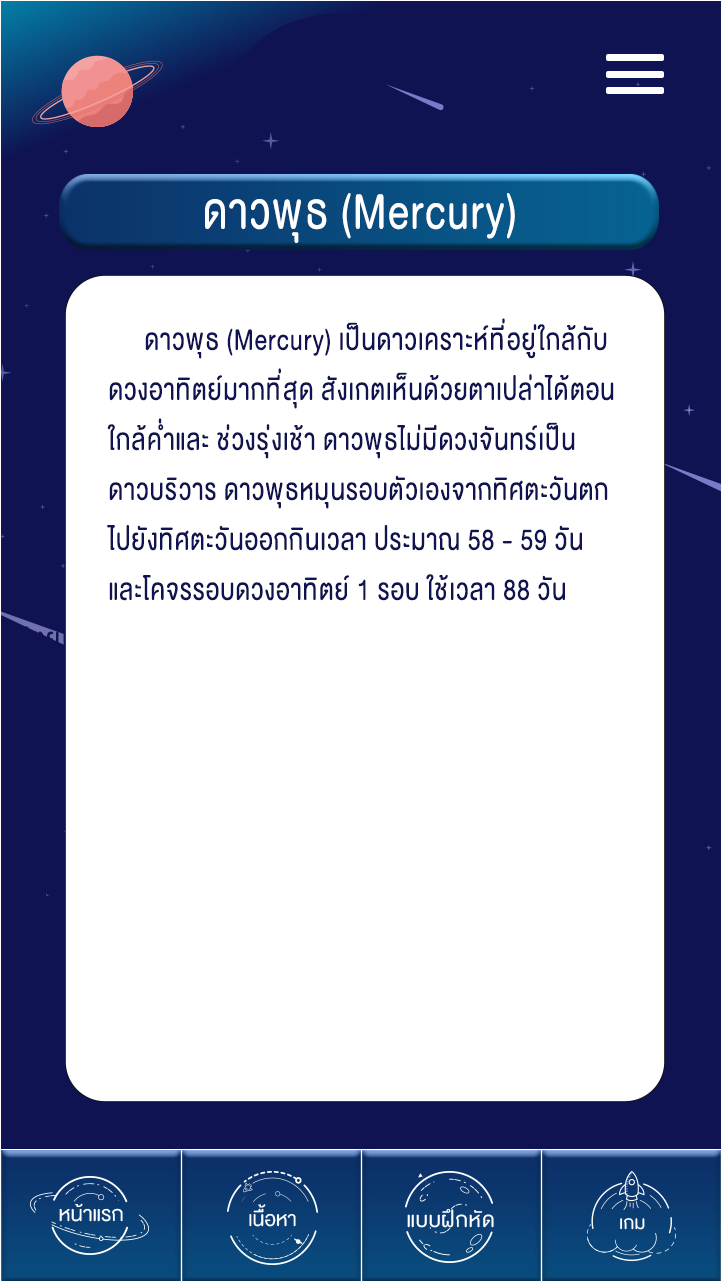 ดาวพุธ (Mercury)
ดาวพุธ (Mercury) เป็นดาวเคราะห์ที่อยู่ใกล้กับ
ดวงอาทิตย์มากที่สุด สังเกตเห็นด้วยตาเปล่าได้ตอน
ใกล้ค่ำและ ช่วงรุ่งเช้า ดาวพุธไม่มีดวงจันทร์เป็น
ดาวบริวาร ดาวพุธหมุนรอบตัวเองจากทิศตะวันตก
ไปยังทิศตะวันออกกินเวลา ประมาณ 58 - 59 วัน
และโคจรรอบดวงอาทิตย์ 1 รอบ ใช้เวลา 88 วัน
หน้าแรก
เนื้อหา
แบบฝึกหัด
เกม